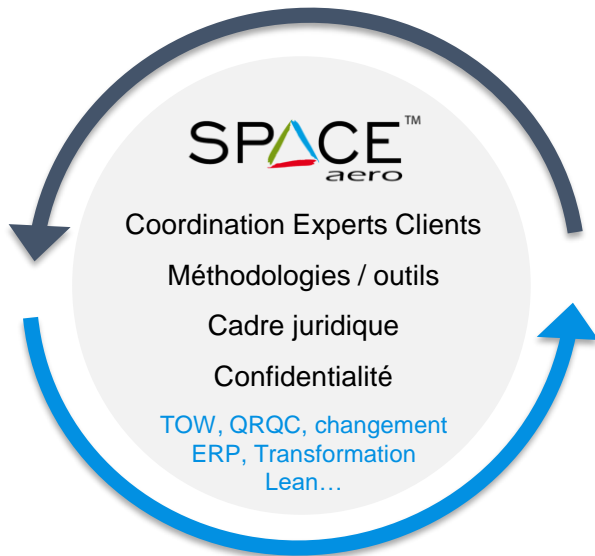 SPACE™
aero
Coordination Experts Clients
Méthodologies / outils
Cadre juridique
Confidentialité
TOW, QRQC, changement
ERP, Transformation
Lean…